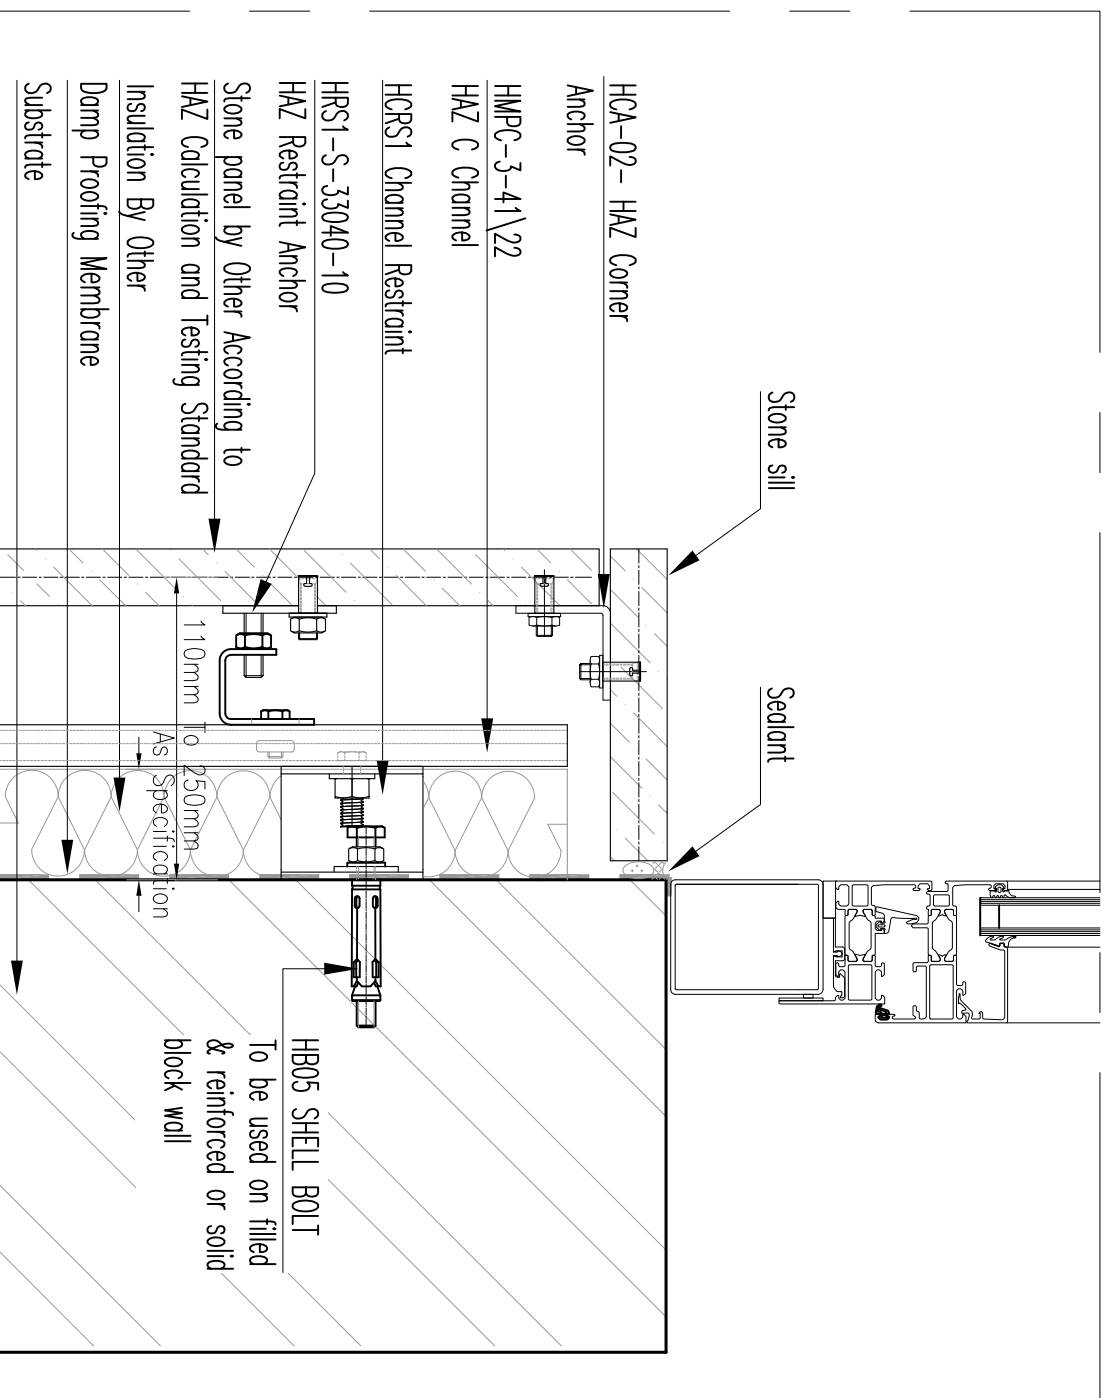 Stone sill
Sealant
HCA-02- HAZ Corner
Anchor
HMPC-3-41\22
HAZ C Channel
HCRS1 Channel Restraint
HRS1-S-33040-10
HAZ Restraint Anchor
Stone panel by Other According to
HAZ Calculation and Testing Standard
Insulation By Other
Damp Proofing Membrane
Substrate
110mm To 250mm
As Specification
HB05 SHELL BOLT
To be used on filled
& reinforced or solid
block wall